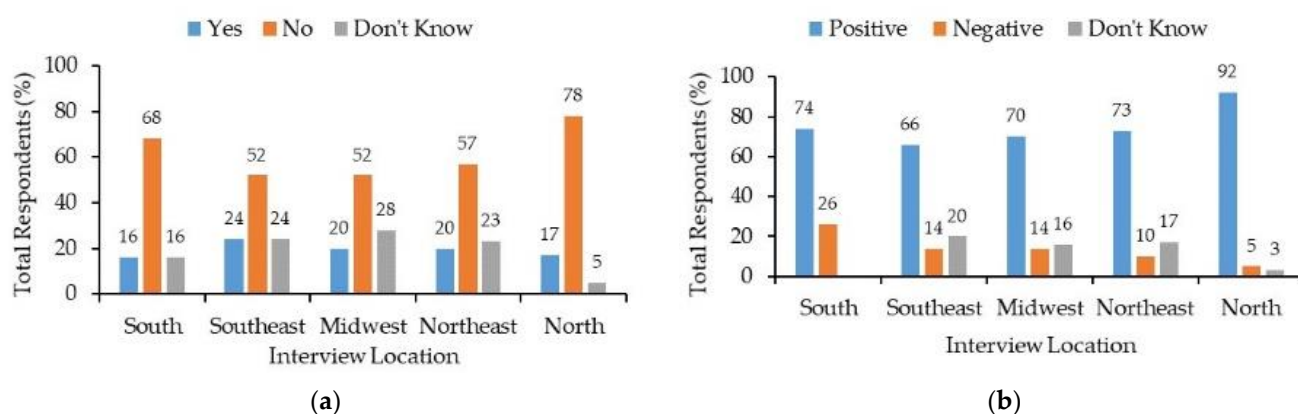 Yes No Don't Know
Total Respondents (%)
100
80
60
40
20
0
16 68 16
24 52 24
20 52 28
20 57 23
17 78 5
South Southeast Midwest Northeast North
Interview Location
(a)
Positive Negative Don't Know
Total Respondents (%)
100
80
60
40
20
0
74 26
66 14 20
70 14 16
73 10 17
92 5 3
South Southeast Midwest Northeast North
Interview Location
(b)